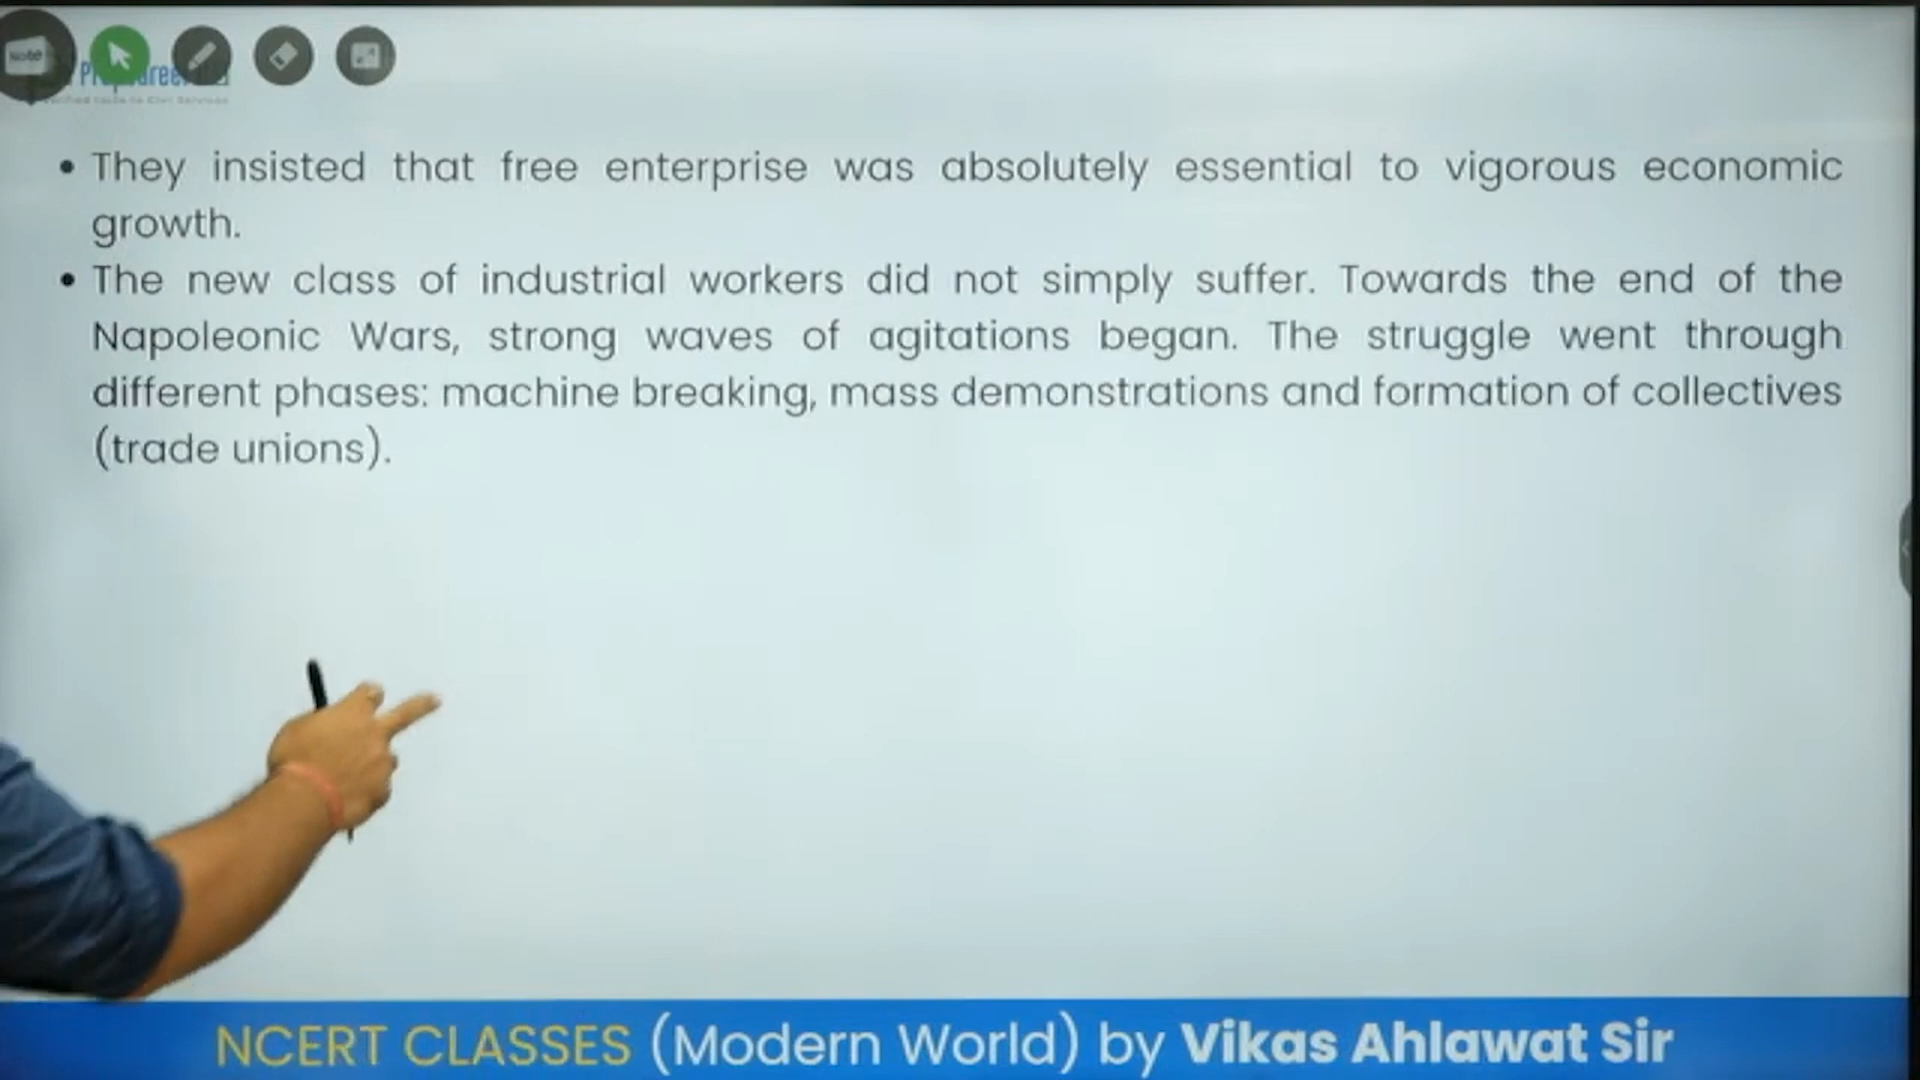 Note
• They insisted that free enterprise was absolutely essential to vigorous economic
growth.
• The new class of industrial workers did not simply suffer. Towards the end of the
Napoleonic Wars, strong waves of agitations began. The struggle went through
different phases: machine breaking, mass demonstrations and formation of collectives
(trade unions).
NCERT CLASSES (Modern World) by Vikas Ahlawat Sir